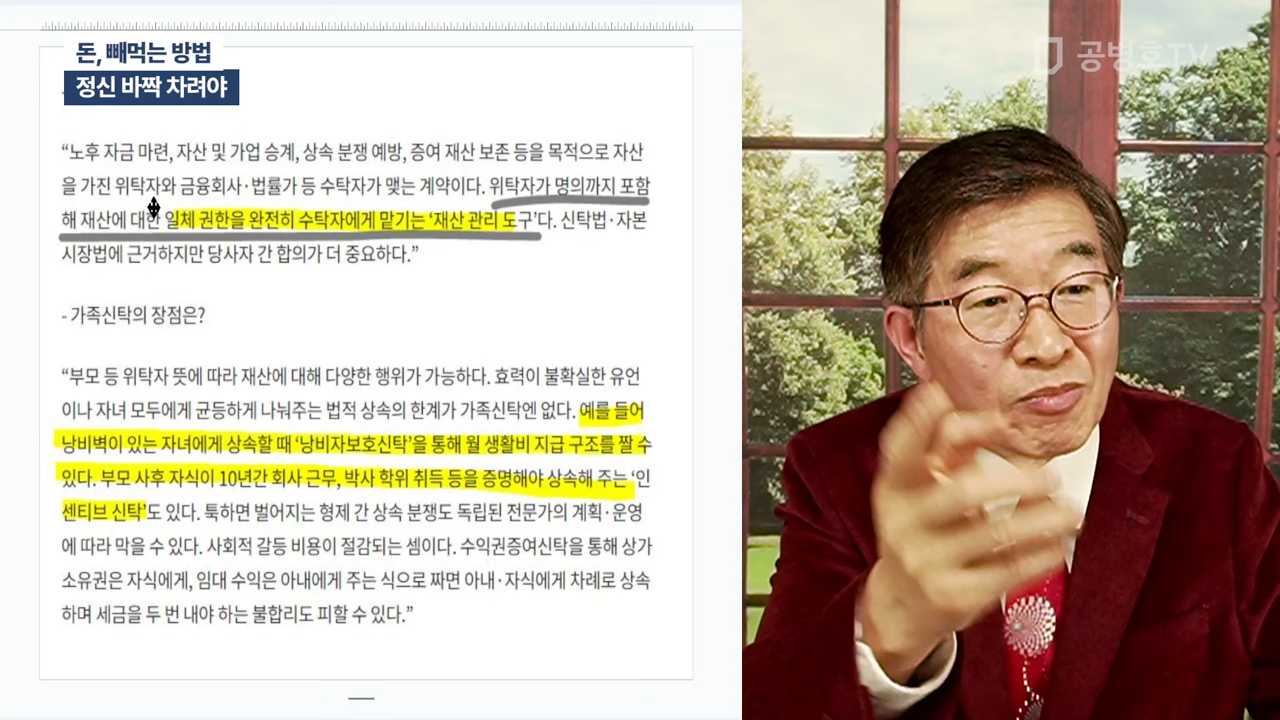 돈, 빼먹는 방법
정신 바짝 차려야
공병호TV
“노후 자금 마련, 자산 및 가업 승계, 상속 분쟁 예방, 증여 재산 보존 등을 목적으로 자산
을 가진 위탁자와 금융회사·법률가 등 수탁자가 맺는 계약이다. 위탁자가 명의까지 포함
해 재산에 대한 일체 권한을 완전히 수탁자에게 맡기는 ‘재산 관리 도구’다. 신탁법·자본
시장법에 근거하지만 당사자 간 합의가 더 중요하다.”
- 가족신탁의 장점은?
“부모 등 위탁자 뜻에 따라 재산에 대해 다양한 행위가 가능하다. 효력이 불확실한 유언
이나 자녀 모두에게 균등하게 나눠주는 법적 상속의 한계가 가족신탁엔 없다. 예를 들어
낭비벽이 있는 자녀에게 상속할 때 ‘낭비자보호신탁’을 통해 월 생활비 지급 구조를 짤 수
있다. 부모 사후 자식이 10년간 회사 근무, 박사 학위 취득 등을 증명해야 상속해 주는 ‘인
센티브 신탁’도 있다. 툭하면 벌어지는 형제 간 상속 분쟁도 독립된 전문가의 계획·운영
에 따라 막을 수 있다. 사회적 갈등 비용이 절감되는 셈이다. 수익권증여신탁을 통해 상가
소유권은 자식에게, 임대 수익은 아내에게 주는 식으로 짜면 아내·자식에게 차례로 상속
하며 세금을 두 번 내야 하는 불합리도 피할 수 있다.”